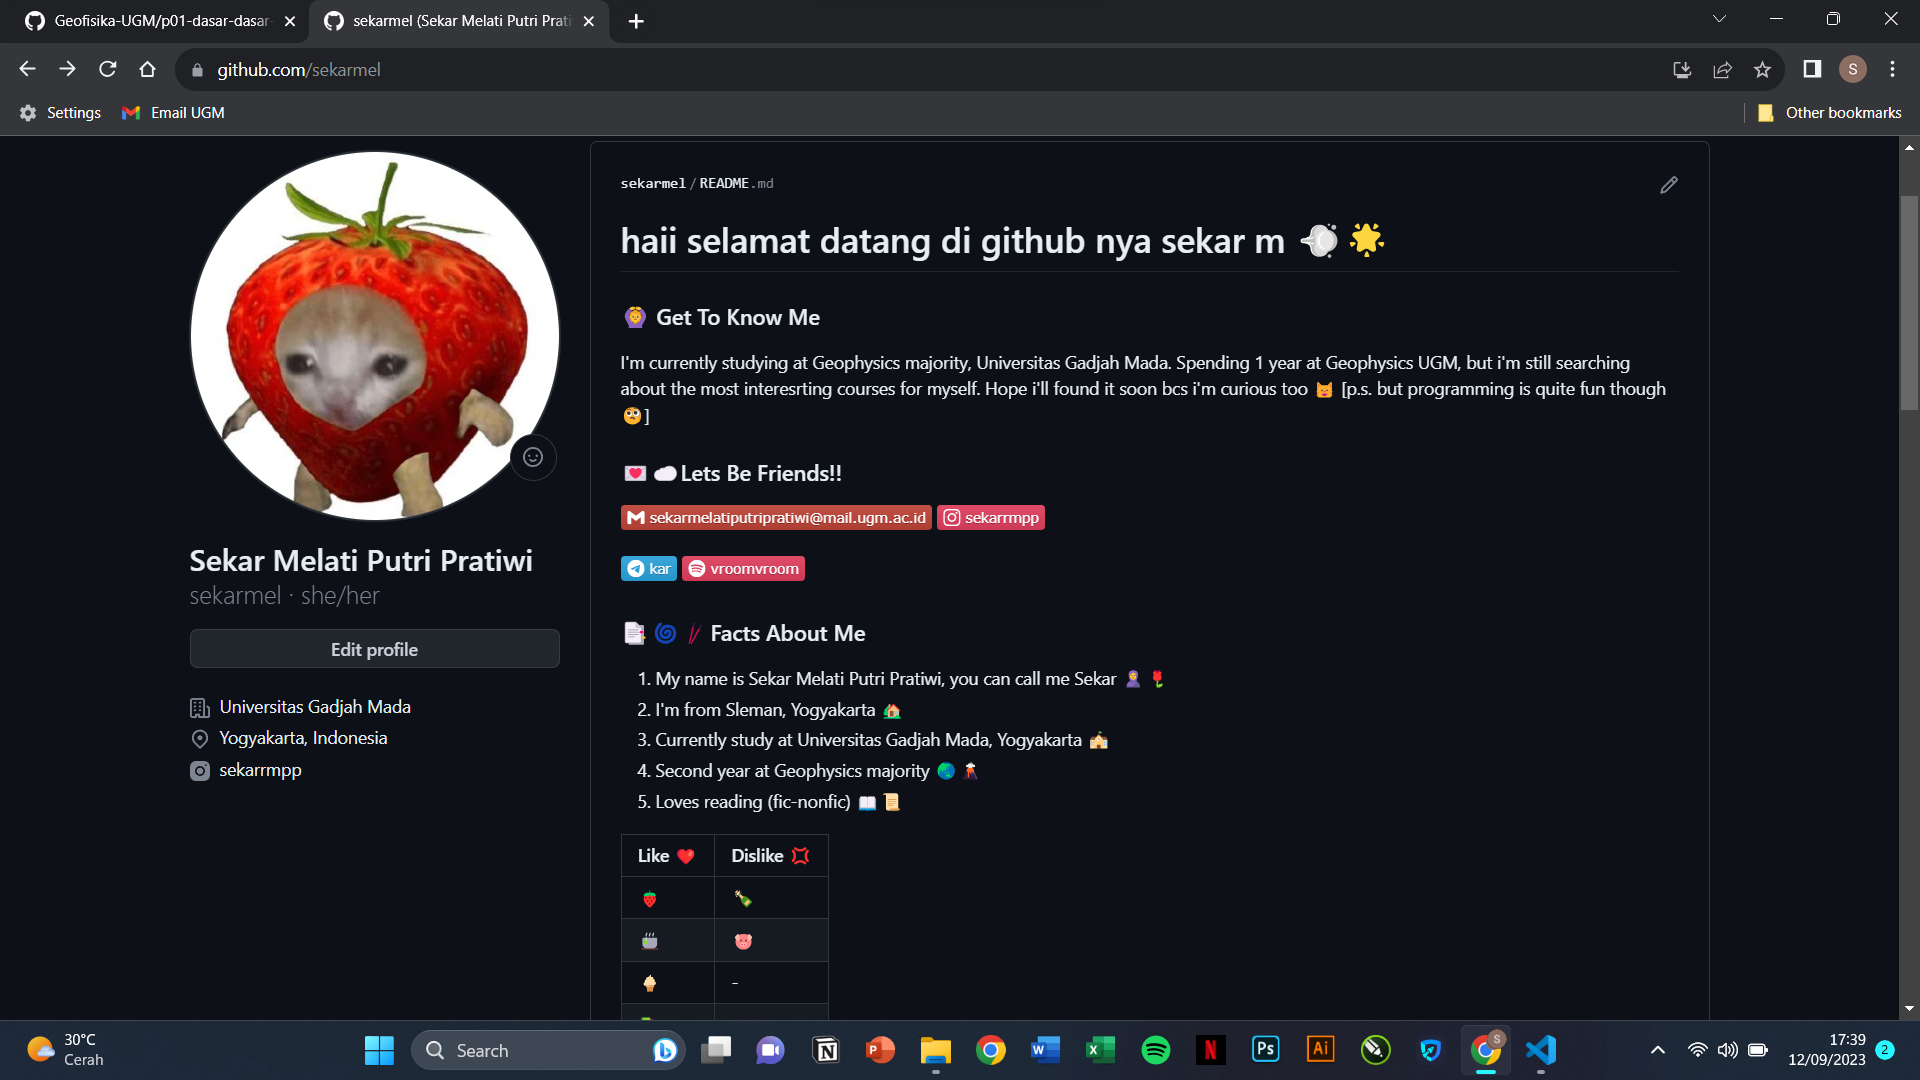 Geofisika-UGM/p01-dasar-dasar-
sekarmel (Sekar Melati Putri Prati
github.com/sekarmel
S
Settings
Email UGM
Other bookmarks
sekarmel/README.md
haii selamat datang di github nya sekar m 💨 🌟
🙆 Get To Know Me
I'm currently studying at Geophysics majority, Universitas Gadjah Mada. Spending 1 year at Geophysics UGM, but i'm still searching
about the most interesrting courses for myself. Hope i'll found it soon bcs i'm curious too 😼 [p.s. but programming is quite fun though
🙄]
💌 ☁️Lets Be Friends!!
sekarmelatiputripratiwi@mail.ugm.ac.id sekarrmpp
kar vroomvroom
Sekar Melati Putri Pratiwi
sekarmel · she/her
Edit profile
Universitas Gadjah Mada
Yogyakarta, Indonesia
sekarrmpp
📑 🌀 🥢 Facts About Me
1. My name is Sekar Melati Putri Pratiwi, you can call me Sekar 🧕 🌹
2. I'm from Sleman, Yogyakarta 🏡
3. Currently study at Universitas Gadjah Mada, Yogyakarta 🏫
4. Second year at Geophysics majority 🌏 🌋
5. Loves reading (fic-nonfic) 📖 📜
Like ❤️ Dislike 💢
🍓 🍾
🍲 🐷
🍦 -
30°C
Cerah
Search
N
P
W
X
N
Ps
Ai
S
17:39
12/09/2023
2